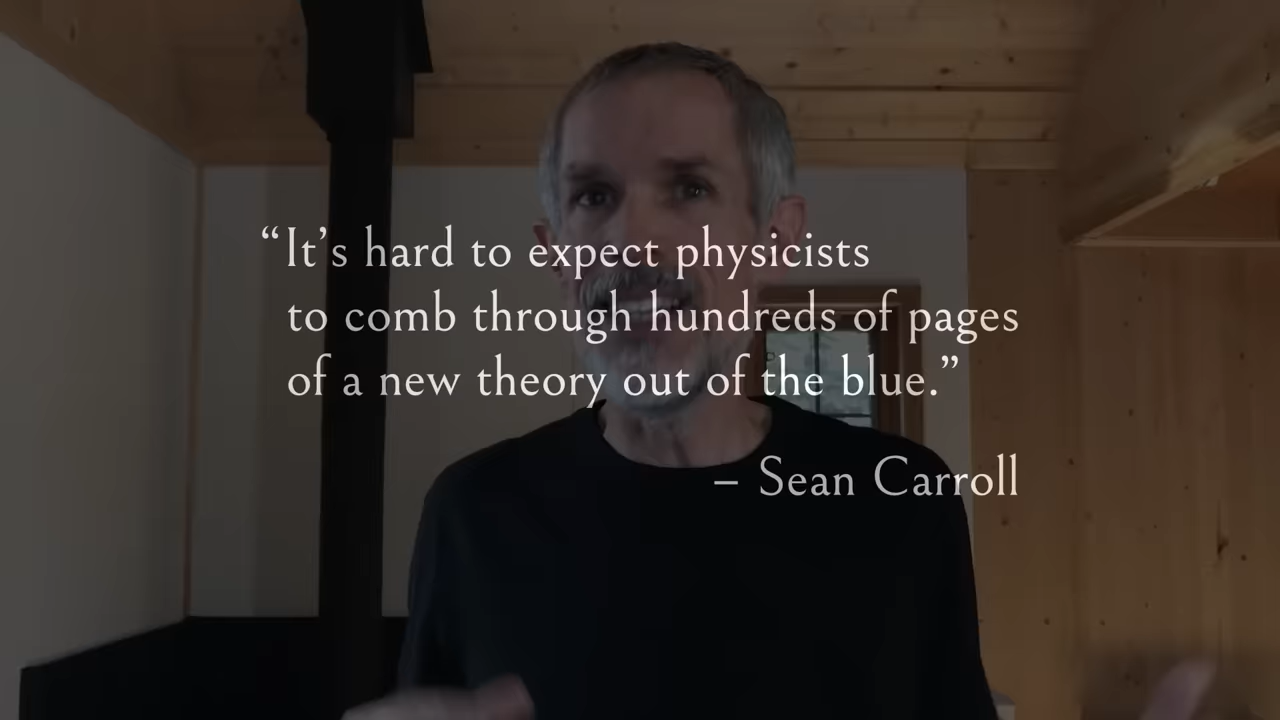 “It’s hard to expect physicists
to comb through hundreds of pages
of a new theory out of the blue.”
– Sean Carroll